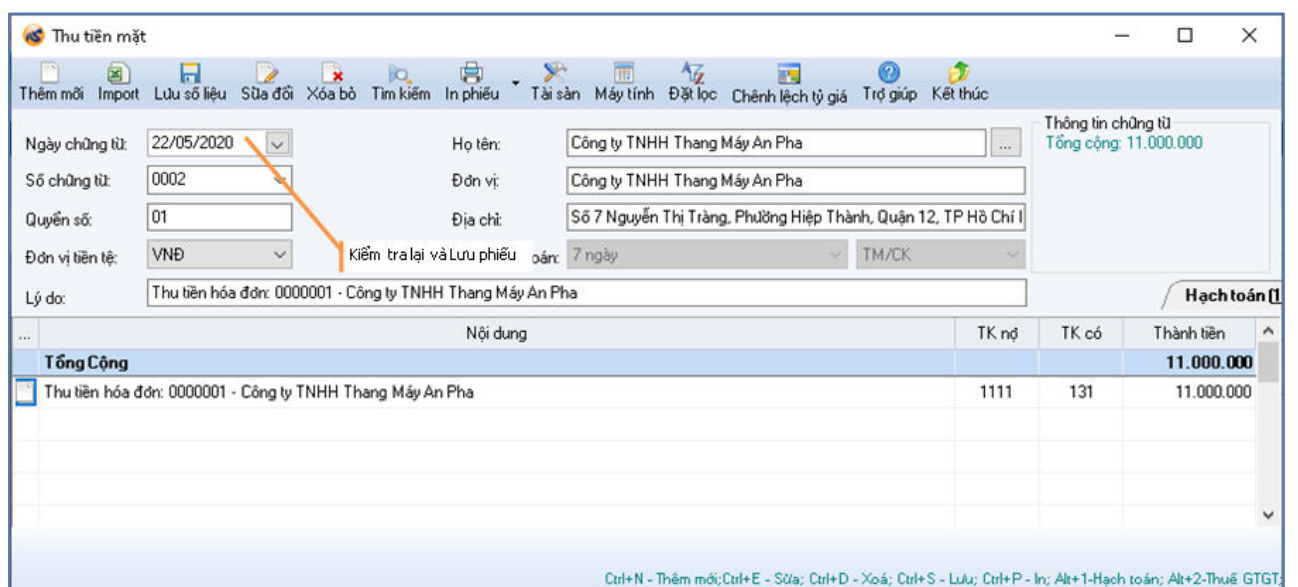 Thu tiền mặt
Thêm mới Import Lưu số liệu Sửa đổi Xóa bỏ Tìm kiếm In phiếu Tài sản Máy tính Đặt lọc Chênh lệch tỷ giá Trợ giúp Kết thúc
Ngày chứng từ: 22/05/2020 Họ tên: Công ty TNHH Thang Máy An Pha ... Thông tin chứng từ
Tổng cộng: 11.000.000
Số chứng từ: 0002 Đơn vị: Công ty TNHH Thang Máy An Pha
Quyển số: 01 Địa chỉ: Số 7 Nguyễn Thị Tràng, Phường Hiệp Thành, Quận 12, TP Hồ Chí
Đơn vị tiền tệ: VNĐ Kiểm tra lại và Lưu phiếu oán: 7 ngày TM/CK
Lý do: Thu tiền hóa đơn: 0000001 - Công ty TNHH Thang Máy An Pha Hạch toán (1
... Nội dung TK nợ TK có Thành tiền
Tổng Cộng 11.000.000
Thu tiền hóa đơn: 0000001 - Công ty TNHH Thang Máy An Pha 1111 131 11.000.000
Ctrl+N - Thêm mới;Ctrl+E - Sửa; Ctrl+D - Xoá; Ctrl+S - Lưu; Ctrl+P - In; Alt+1-Hạch toán; Alt+2-Thuế GTGT;